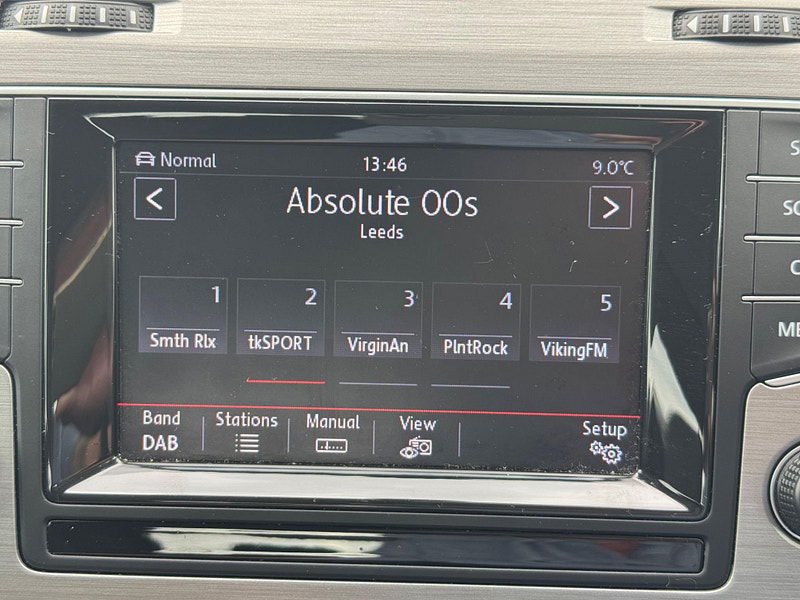 Normal
13:46
9.0°C
<
Absolute 00s
>
Leeds
1
2
3
4
5
Smth Rlx
tkSPORT
VirginAn
PlntRock
VikingFM
Band
Stations
Manual
View
Setup
DAB